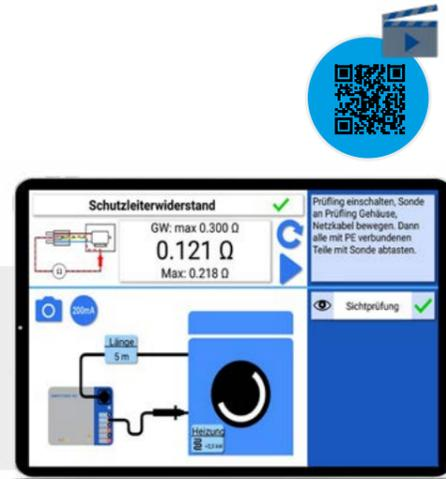 Schutzleiterwiderstand
GW: max 0.300 Ω
0.121 Ω
Max: 0.218 Ω
Ω
Prüfling einschalten, Sonde
an Prüfling Gehäuse,
Netzkabel bewegen. Dann
alle mit PE verbundenen
Teile mit Sonde abtasten.
Sichtprüfung
200mA
Länge
5 m
Heizung